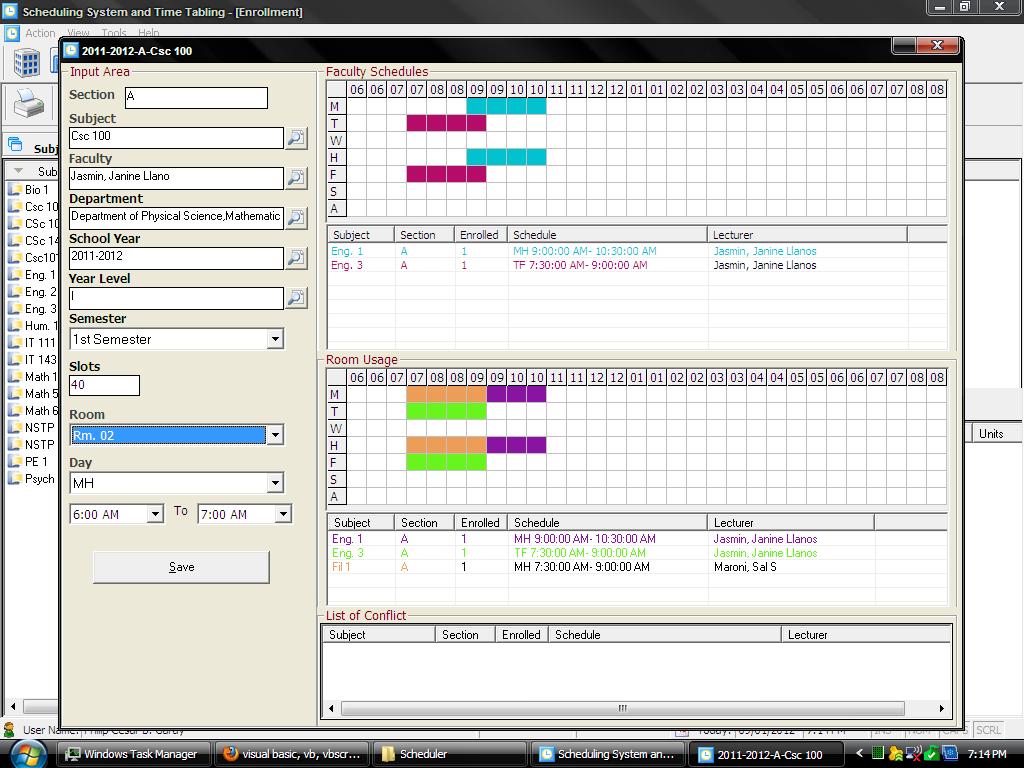 Scheduling System and Time Tabling - [Enrollment]
Action View Tools Help
2011-2012-A-Csc 100
Input Area
Section A
Subject
Csc 100
Faculty
Jasmin, Janine Llano
Department
Department of Physical Science,Mathematic
School Year
2011-2012
Year Level
I
Semester
1st Semester
Slots
40
Room
Rm. 02
Day
MH
6:00 AM To 7:00 AM
Save
Subj
Sub
Bio 1
Csc 10
CSc 10
CSc 14
Csc10
Eng. 1
Eng. 2
Eng. 3
Hum. 1
IT 111
IT 143
Math 1
Math 5
Math 6
NSTP
NSTP
PE 1
Psych
Faculty Schedules
06 06 07 07 08 08 09 09 10 10 11 11 12 12 01 01 02 02 03 03 04 04 05 05 06 06 07 07 08 08
M
T
W
H
F
S
A
Subject Section Enrolled Schedule Lecturer
Eng. 1 A 1 MH 9:00:00 AM- 10:30:00 AM Jasmin, Janine Llanos
Eng. 3 A 1 TF 7:30:00 AM- 9:00:00 AM Jasmin, Janine Llanos
Room Usage
06 06 07 07 08 08 09 09 10 10 11 11 12 12 01 01 02 02 03 03 04 04 05 05 06 06 07 07 08 08
M
T
W
H
F
S
A
Subject Section Enrolled Schedule Lecturer
Eng. 1 A 1 MH 9:00:00 AM- 10:30:00 AM Jasmin, Janine Llanos
Eng. 3 A 1 TF 7:30:00 AM- 9:00:00 AM Jasmin, Janine Llanos
Fil 1 A 1 MH 7:30:00 AM- 9:00:00 AM Maroni, Sal S
List of Conflict
Subject Section Enrolled Schedule Lecturer
Units
User Name: SCRL
Windows Task Manager visual basic, vb, vbscr... Scheduler Scheduling System an... 2011-2012-A-Csc 100 7:14 PM